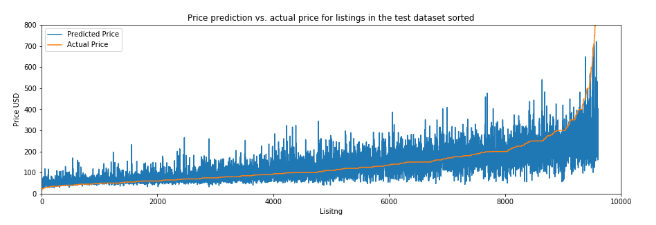 Price prediction vs. actual price for listings in the test dataset sorted
800
700
600
500
400
300
200
100
0
Price USD
Predicted Price
Actual Price
0 2000 4000 6000 8000 10000
Lisitng